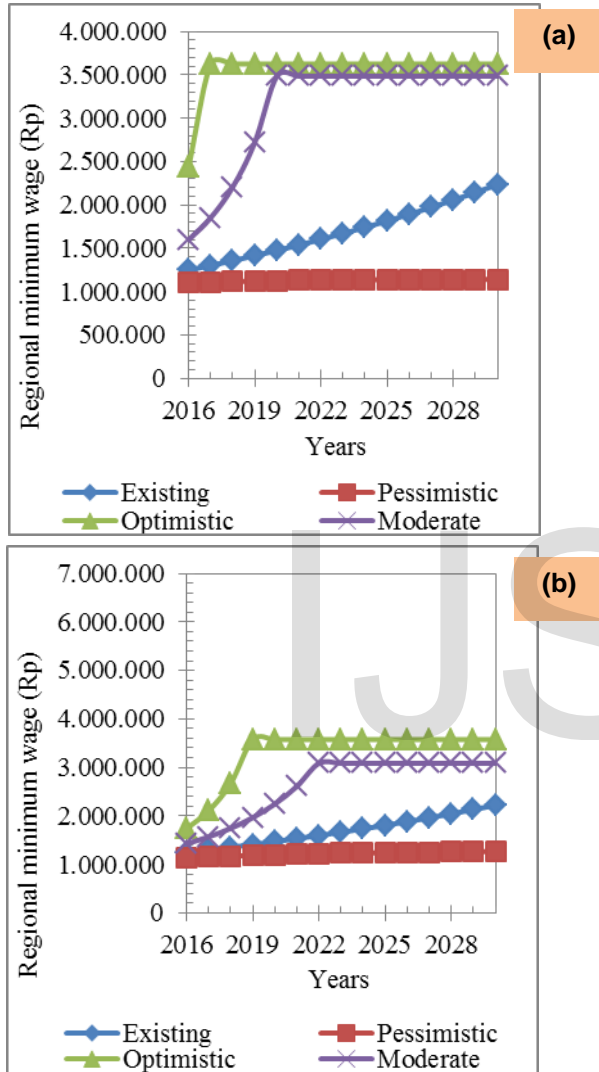 (a)
4.000.000
3.500.000
3.000.000
2.500.000
2.000.000
1.500.000
1.000.000
500.000
0
Regional minimum wage (Rp)
2016 2019 2022 2025 2028
Years
Existing Pessimistic
Optimistic Moderate
IJS
(b)
7.000.000
6.000.000
5.000.000
4.000.000
3.000.000
2.000.000
1.000.000
0
Regional minimum wage (Rp)
2016 2019 2022 2025 2028
Years
Existing Pessimistic
Optimistic Moderate